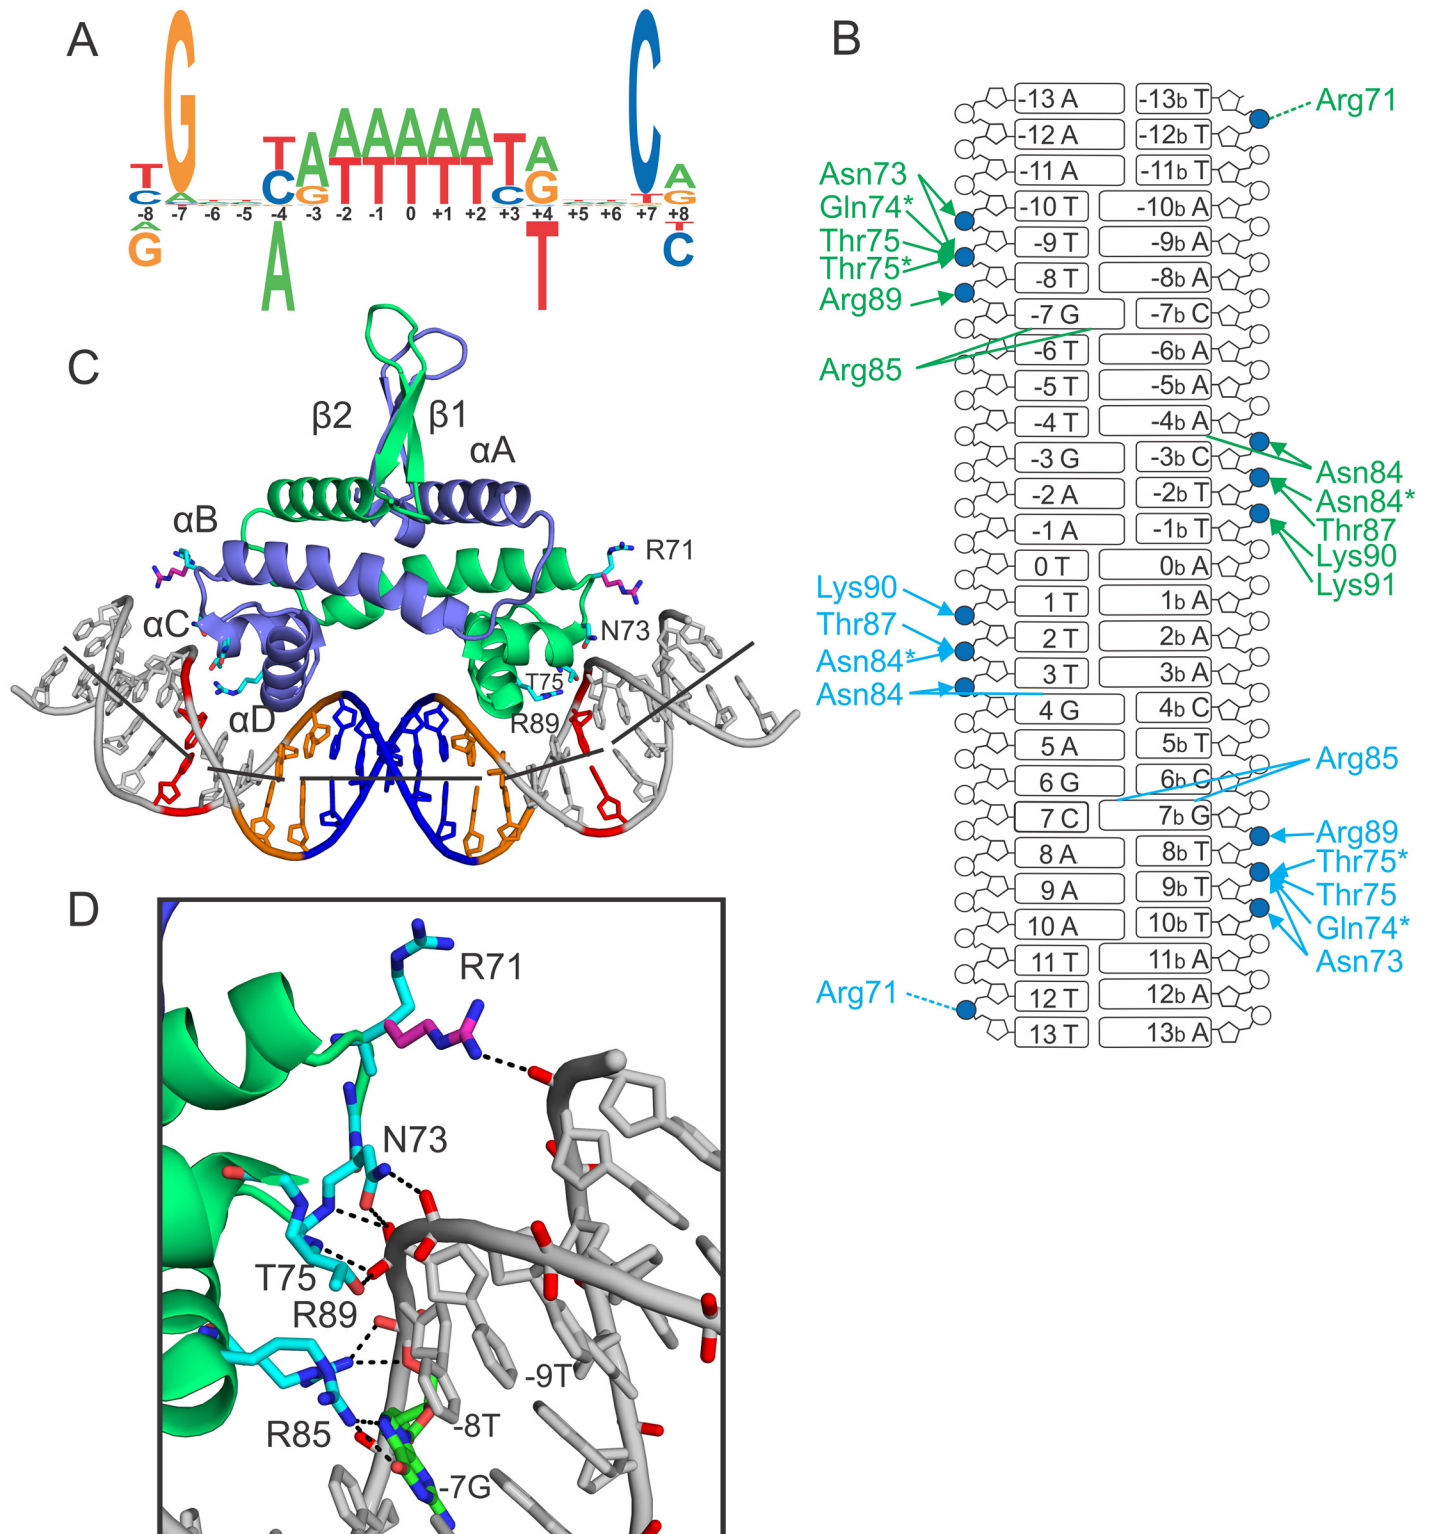 A
G C
T A A A A A A T A
T C G T T T T T C G A
C A T G
-8 -7 -6 -5 -4 -3 -2 -1 0 +1 +2 +3 +4 +5 +6 +7 +8
A A T T
G C
B
-13 A -13b T Arg71
-12 A -12b T
-11 A -11b T
Asn73
-10 T -10b A
Gln74*
Thr75
-9 T -9b A
Thr75*
-8 T -8b A
Arg89
-7 G -7b C
-6 T -6b A
Arg85
-5 T -5b A
-4 T -4b A
-3 G -3b C
Asn84
-2 A -2b T
Asn84*
-1 A -1b T
Thr87
Lys90
0 T 0b A
Lys91
Lys90
1 T 1b A
Thr87
2 T 2b A
Asn84*
3 T 3b A
Asn84
4 G 4b C
5 A 5b T
Arg85
6 G 6b C
7 C 7b G
Arg89
8 A 8b T
Thr75*
9 A 9b T
Thr75
10 A 10b T
Gln74*
11 T 11b A
Asn73
Arg71
12 T 12b A
13 T 13b A
C
β2 β1
αA
αB
R71
αC
N73
T75
αD
R89
D
R71
N73
T75
R89
-9T
R85
-8T
-7G